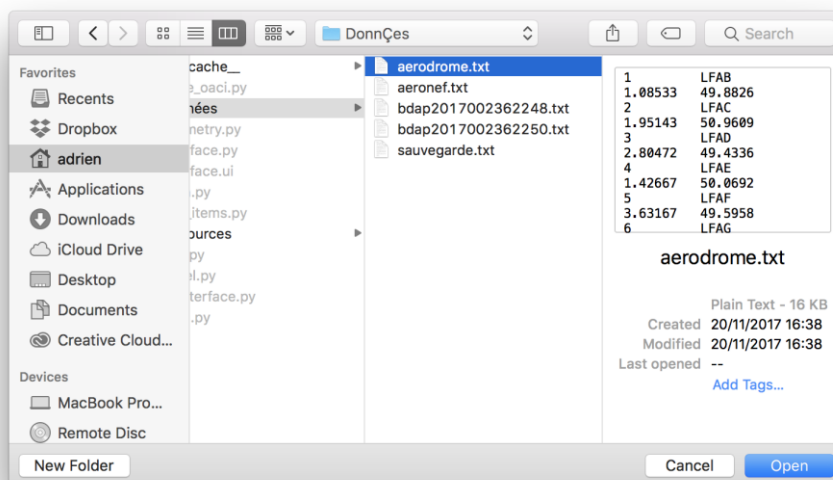 DonnÇes
Search
Favorites
Recents
Dropbox
adrien
Applications
Downloads
iCloud Drive
Desktop
Documents
Creative Cloud...
Devices
MacBook Pro...
Remote Disc
cache__
e_oaci.py
nées
metry.py
face.py
face.ui
.py
items.py
ources
py
el.py
terface.py
.py
aerodrome.txt
aeronef.txt
bdap2017002362248.txt
bdap2017002362250.txt
sauvegarde.txt
1 LFAB
1.08533 49.8826
2 LFAC
1.95143 50.9609
3 LFAD
2.80472 49.4336
4 LFAE
1.42667 50.0692
5 LFAF
3.63167 49.5958
6 LFAG
aerodrome.txt
Plain Text - 16 KB
Created 20/11/2017 16:38
Modified 20/11/2017 16:38
Last opened --
Add Tags...
New Folder
Cancel
Open